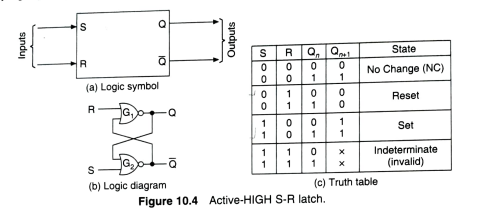 Inputs
S
R
Q
Q̅
Outputs
(a) Logic symbol
R
G₁
Q
S
G₂
Q̅
(b) Logic diagram
S R Qₙ Qₙ₊₁ State
0 0 0 0 No Change (NC)
0 0 1 1
0 1 0 0 Reset
0 1 1 0
1 0 0 1 Set
1 0 1 1
1 1 0 × Indeterminate
1 1 1 × (invalid)
(c) Truth table
Figure 10.4 Active-HIGH S-R latch.